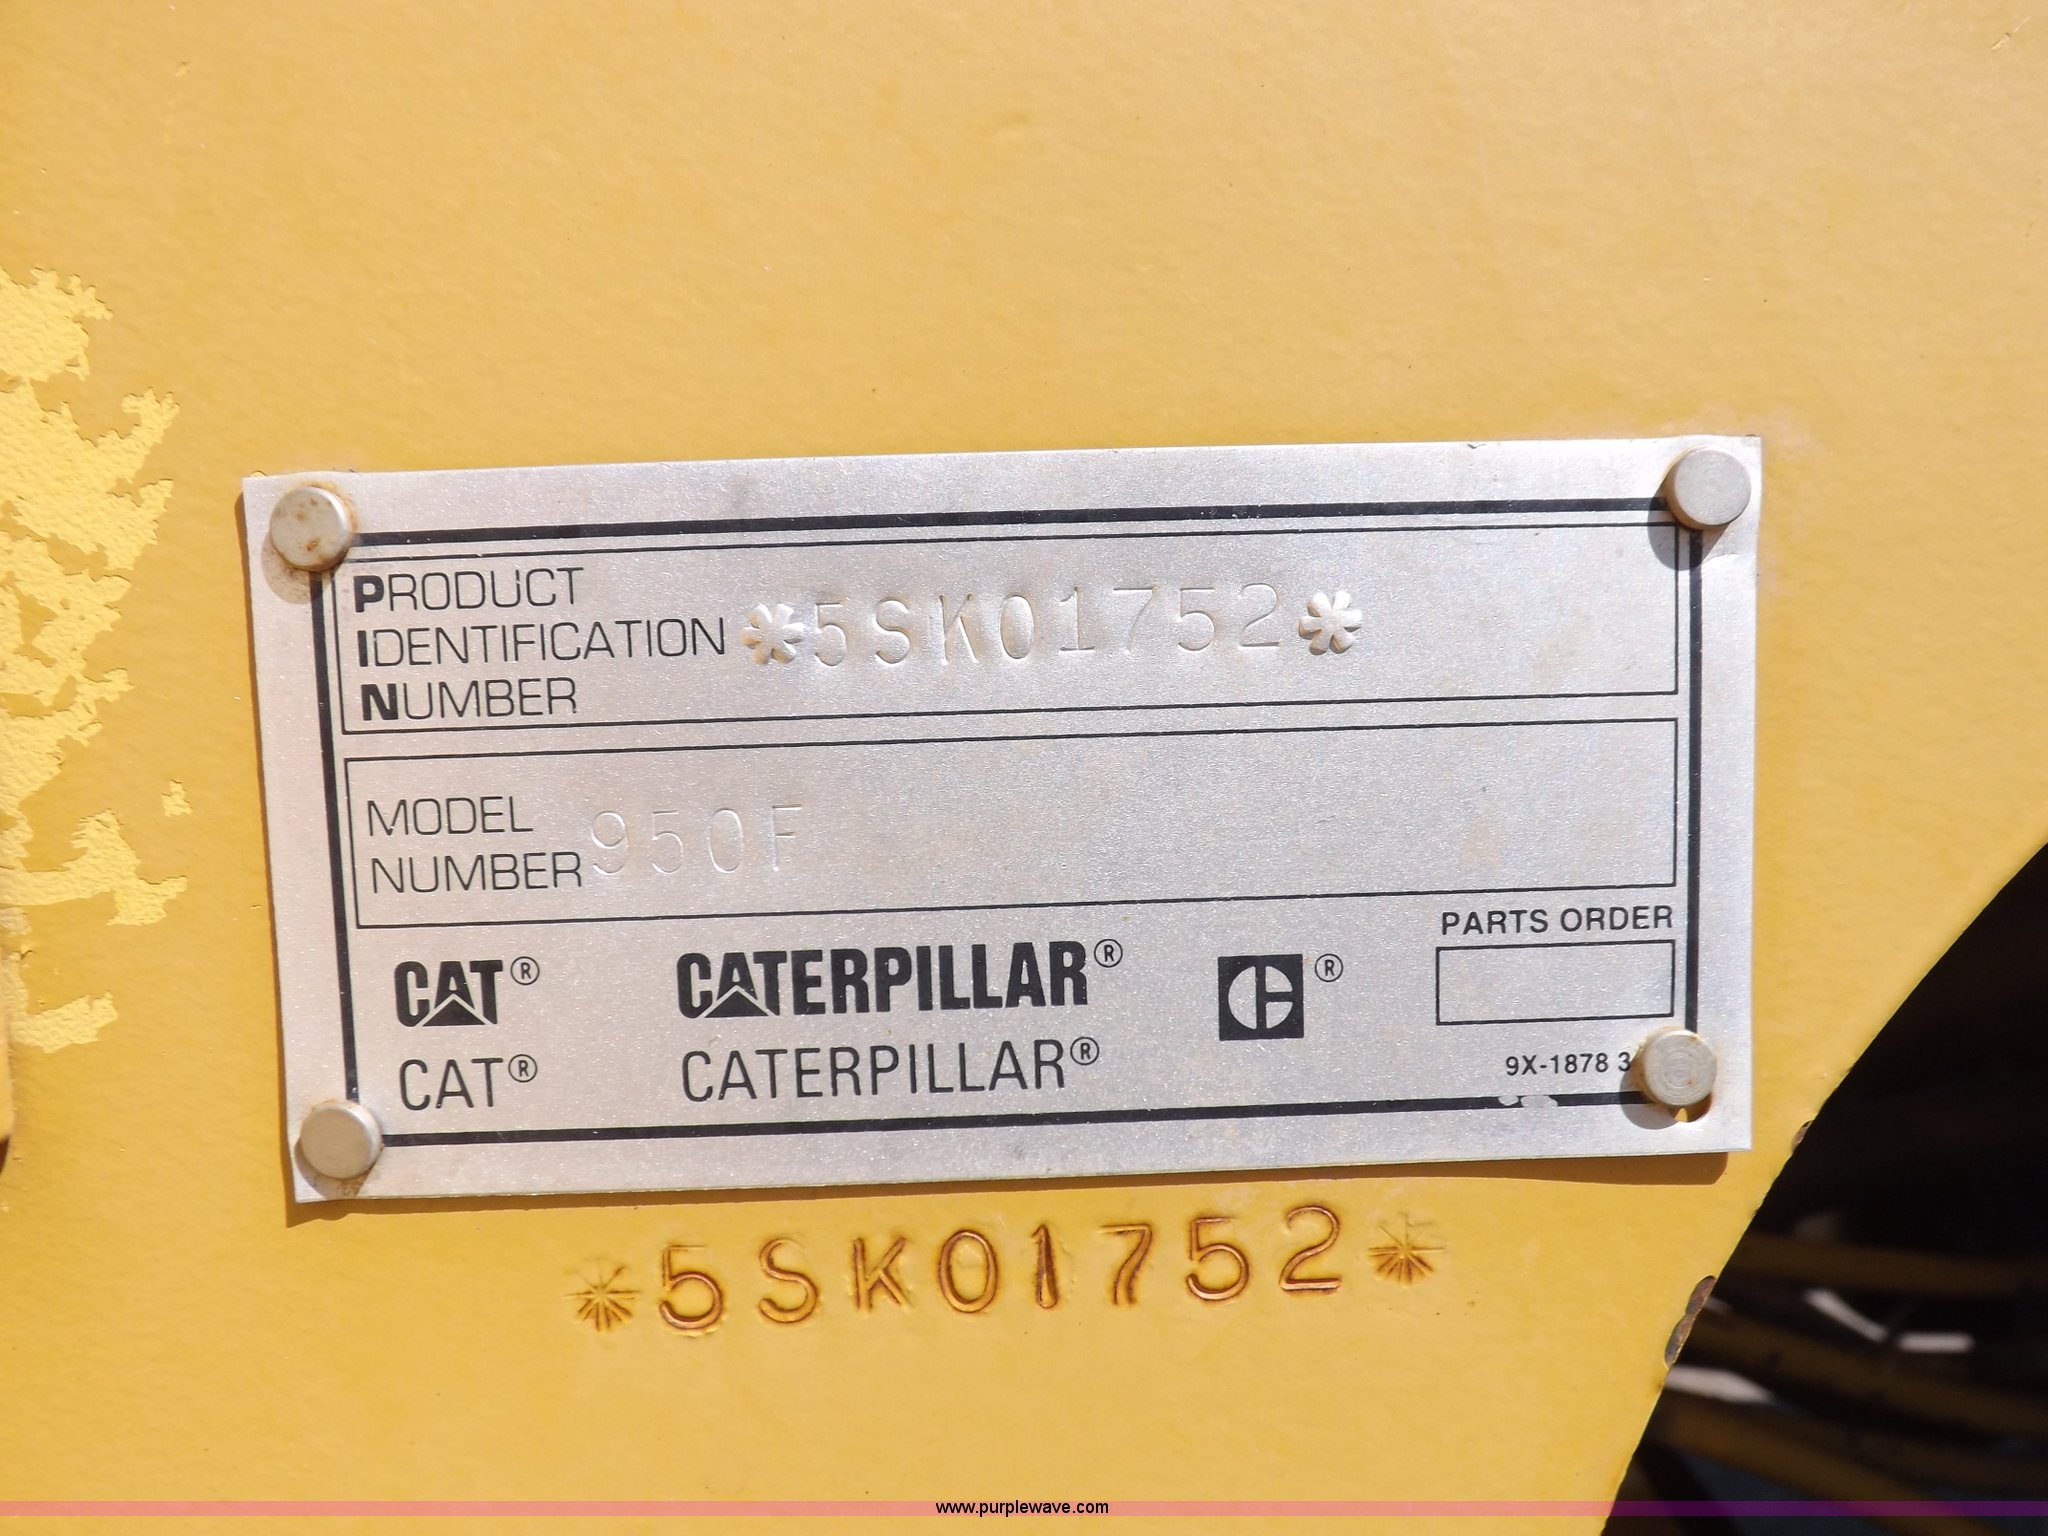 PRODUCT
IDENTIFICATION *5SK01752*
NUMBER
MODEL
NUMBER 950F
PARTS ORDER
CAT® CATERPILLAR® ®
CAT® CATERPILLAR®
9X-1878 3
*5SK01752*
www.purplewave.com